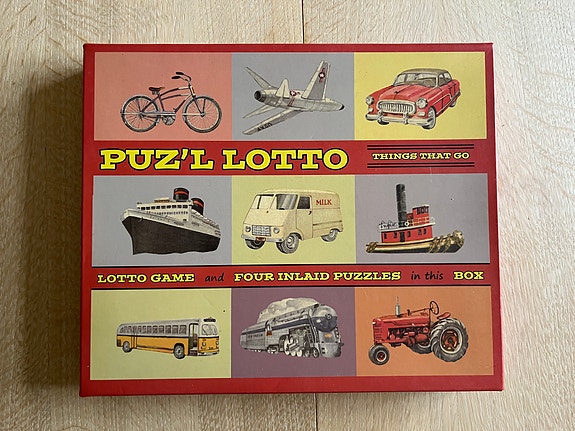 PUZ'L LOTTO
THINGS THAT GO
MILK
LOTTO GAME and FOUR INLAID PUZZLES in this BOX